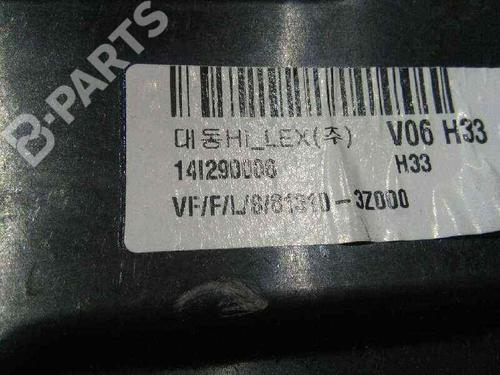 B-PARTS
대동Hi_LEX(주) V06 H33
14I290006 H33
VF/F/L/8/81310-3Z000